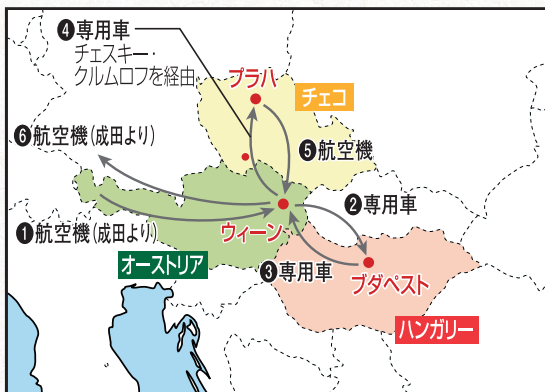 ❹専用車
チェスキー・
クルムロフを経由
プラハ
チェコ
❻航空機(成田より)
❺航空機
❷専用車
❶航空機(成田より)
ウィーン
❸専用車
オーストリア
ブダペスト
ハンガリー